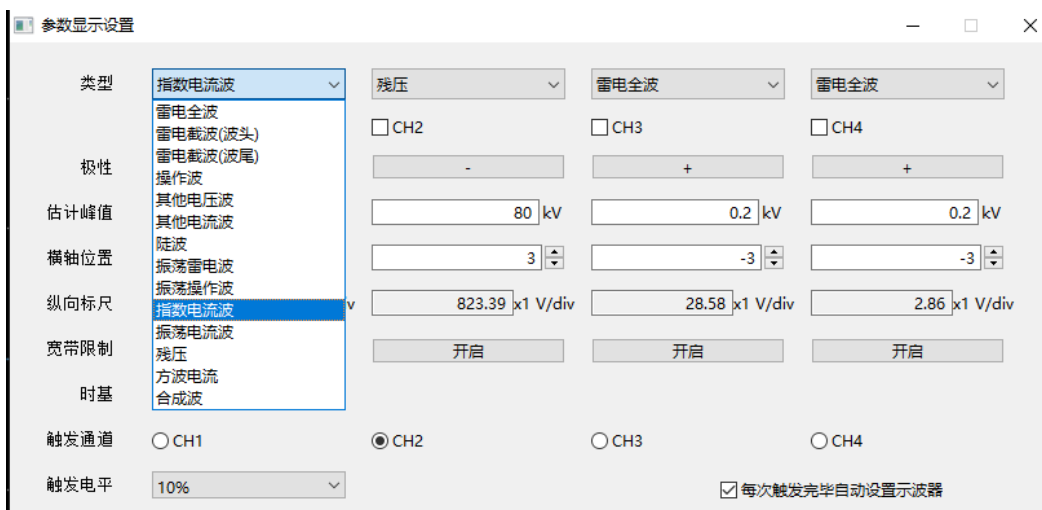 参数显示设置
类型 指数电流波 残压 雷电全波 雷电全波
雷电全波
雷电截波(波头)
CH2 CH3 CH4
雷电截波(波尾)
极性 - + +
操作波
其他电压波
估计峰值 80 kV 0.2 kV 0.2 kV
其他电流波
陡波
横轴位置 3 -3 -3
振荡雷电波
振荡操作波
纵向标尺 v 823.39 x1 V/div 28.58 x1 V/div 2.86 x1 V/div
指数电流波
振荡电流波
宽带限制 开启 开启 开启
残压
方波电流
时基
合成波
触发通道 CH1 CH2 CH3 CH4
触发电平 10% 每次触发完毕自动设置示波器